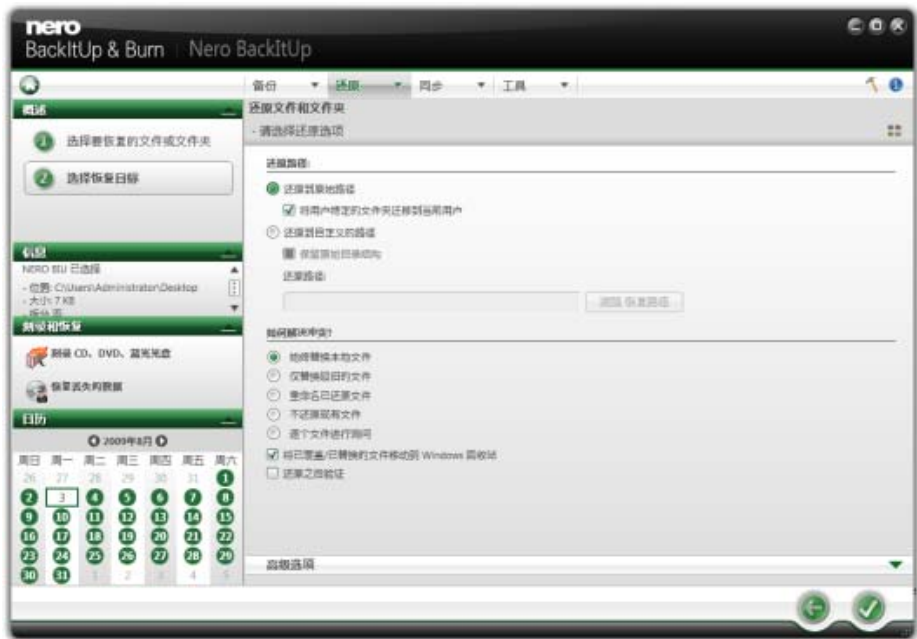 nero
BackItUp & Burn | Nero BackItUp
备份 还原 同步 工具
概述
1 选择要恢复的文件或文件夹
2 选择恢复目标
信息
NERO BIU 已选择
- 位置: C:\Users\Administrator\Desktop
- 大小: 7 KB
刻录和恢复
刻录 CD、DVD、蓝光光盘
恢复丢失的数据
日历
2009年8月
周日 周一 周二 周三 周四 周五 周六
26 27 28 29 30 31 1
2 3 4 5 6 7 8
9 10 11 12 13 14 15
16 17 18 19 20 21 22
23 24 25 26 27 28 29
30 31 1 2 3 4 5
还原文件和文件夹
- 请选择还原选项
还原路径:
还原到原始路径
将用户特定的文件夹迁移到当前用户
还原到自定义的路径
保留原始目录结构
还原路径:
浏览 恢复路径
如何解决冲突?
始终替换本地文件
仅替换较旧的文件
重命名已还原文件
不还原现有文件
逐个文件进行询问
将已覆盖/已替换的文件移动到 Windows 回收站
还原之后验证
高级选项